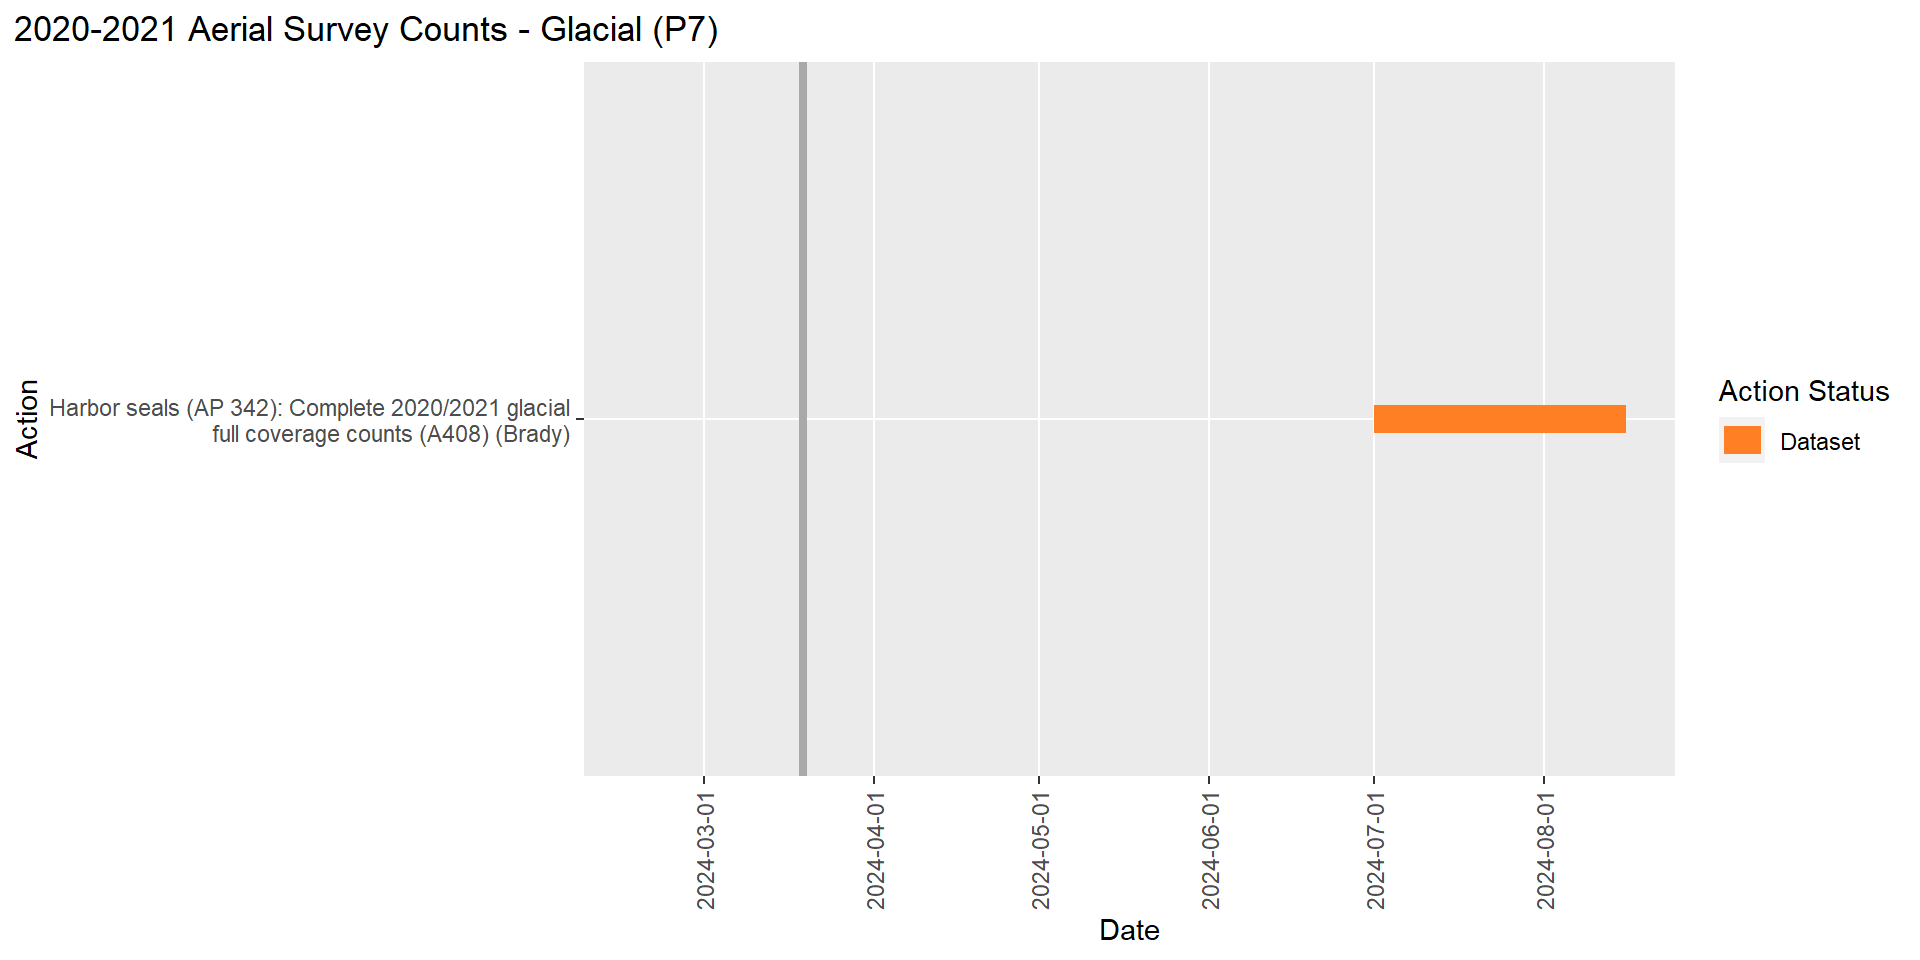 2020-2021 Aerial Survey Counts - Glacial (P7)
Action
Harbor seals (AP 342): Complete 2020/2021 glacial
full coverage counts (A408) (Brady)
Action Status
Dataset
2024-03-01
2024-04-01
2024-05-01
2024-06-01
2024-07-01
2024-08-01
Date